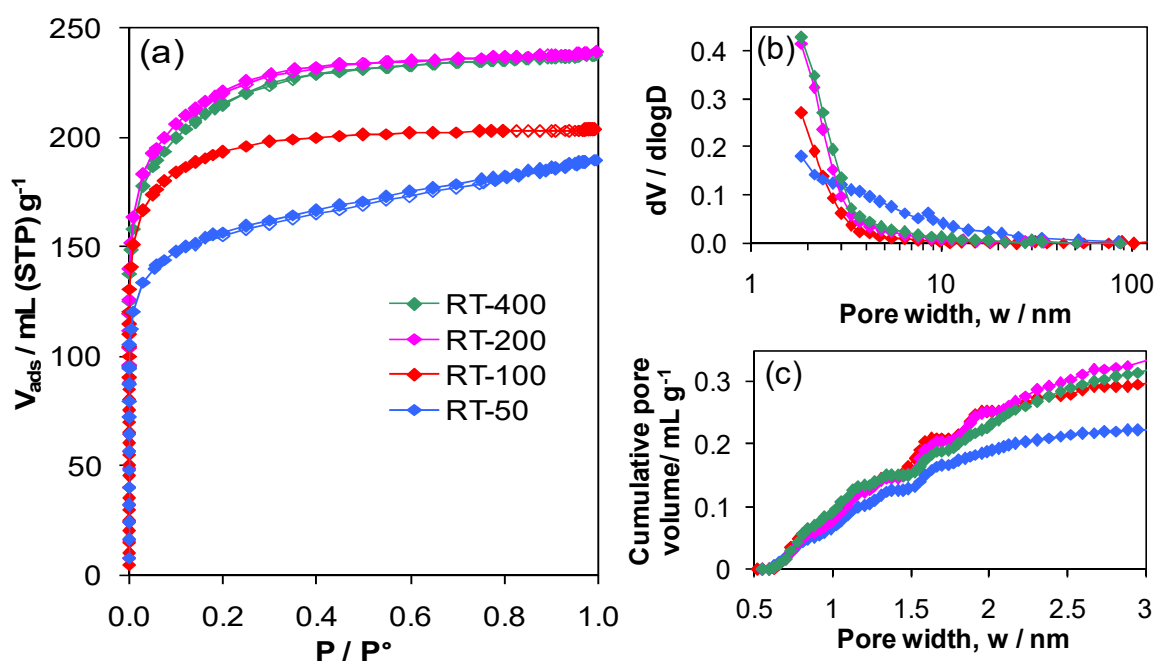 (a)
250
200
150
100
50
0
V_ads / mL (STP) g⁻¹
0.0 0.2 0.4 0.6 0.8 1.0
P / P°
RT-400
RT-200
RT-100
RT-50
(b)
0.4
0.3
0.2
0.1
0.0
dV / dlogD
1 10 100
Pore width, w / nm
(c)
0.3
0.2
0.1
0
Cumulative pore
volume/ mL g⁻¹
0.5 1 1.5 2 2.5 3
Pore width, w / nm